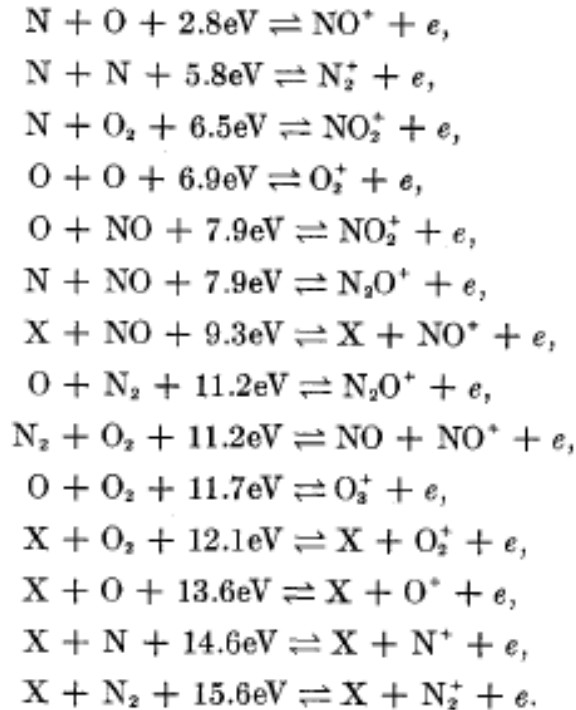 N + O + 2.8eV ⇌ NO⁺ + e,
N + N + 5.8eV ⇌ N₂⁺ + e,
N + O₂ + 6.5eV ⇌ NO₂⁺ + e,
O + O + 6.9eV ⇌ O₂⁺ + e,
O + NO + 7.9eV ⇌ NO₂⁺ + e,
N + NO + 7.9eV ⇌ N₂O⁺ + e,
X + NO + 9.3eV ⇌ X + NO⁺ + e,
O + N₂ + 11.2eV ⇌ N₂O⁺ + e,
N₂ + O₂ + 11.2eV ⇌ NO + NO⁺ + e,
O + O₂ + 11.7eV ⇌ O₃⁺ + e,
X + O₂ + 12.1eV ⇌ X + O₂⁺ + e,
X + O + 13.6eV ⇌ X + O⁺ + e,
X + N + 14.6eV ⇌ X + N⁺ + e,
X + N₂ + 15.6eV ⇌ X + N₂⁺ + e.